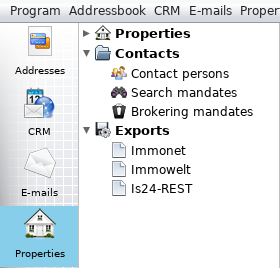 Program Addressbook CRM E-mails Proper
Addresses
CRM
E-mails
Properties
Properties
Contacts
Contact persons
Search mandates
Brokering mandates
Exports
Immonet
Immowelt
Is24-REST